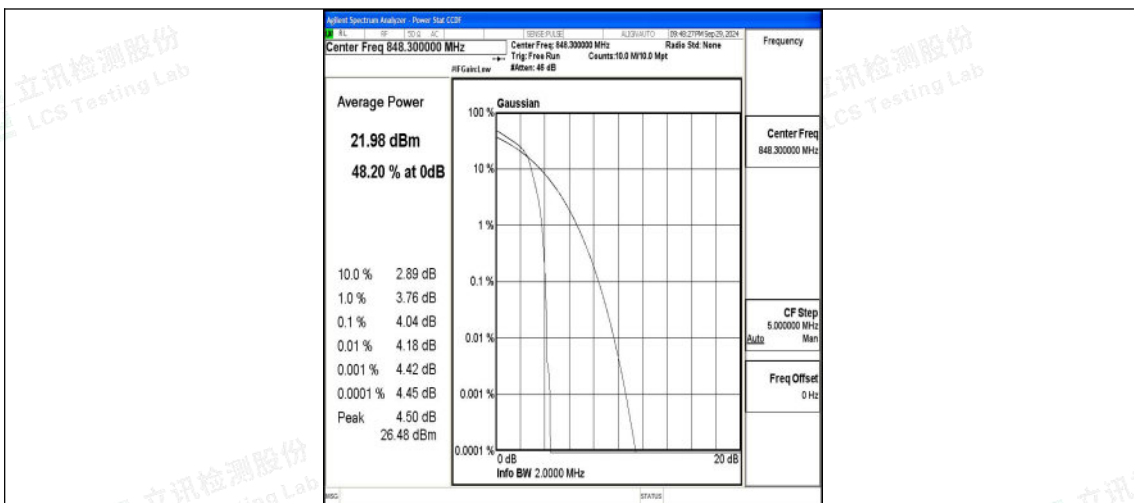 Agilent Spectrum Analyzer - Power Stat CCDF
RL RF 50 Ω AC SENSE:PULSE ALIGNAUTO 09:48:27PM Sep 29, 2024
Center Freq 848.300000 MHz
Center Freq: 848.300000 MHz
Radio Std: None
Trig: Free Run Counts:10.0 M/10.0 Mpt
#IFGain:Low #Atten: 46 dB
Frequency
Average Power
21.98 dBm
48.20 % at 0dB
10.0 % 2.89 dB
1.0 % 3.76 dB
0.1 % 4.04 dB
0.01 % 4.18 dB
0.001 % 4.42 dB
0.0001 % 4.45 dB
Peak 4.50 dB
26.48 dBm
Gaussian
100 %
10 %
1 %
0.1 %
0.01 %
0.001 %
0.0001 %
0 dB 20 dB
Info BW 2.0000 MHz
Center Freq
848.300000 MHz
CF Step
5.000000 MHz
Auto Man
Freq Offset
0 Hz
MSG STATUS
立讯检测股份
LCS Testing Lab
立讯检测股份
LCS Testing Lab
立讯检测股份